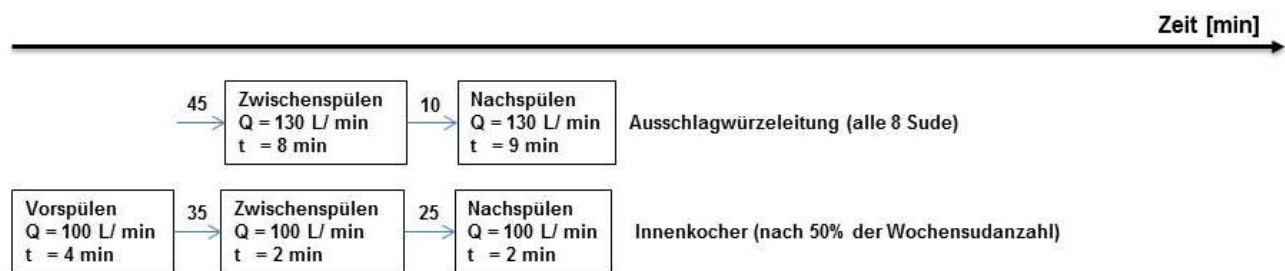 Zeit [min]
45
Zwischenspülen
Q = 130 L/ min
t = 8 min
10
Nachspülen
Q = 130 L/ min
t = 9 min
Ausschlagwürzeleitung (alle 8 Sude)
Vorspülen
Q = 100 L/ min
t = 4 min
35
Zwischenspülen
Q = 100 L/ min
t = 2 min
25
Nachspülen
Q = 100 L/ min
t = 2 min
Innenkocher (nach 50% der Wochensudanzahl)